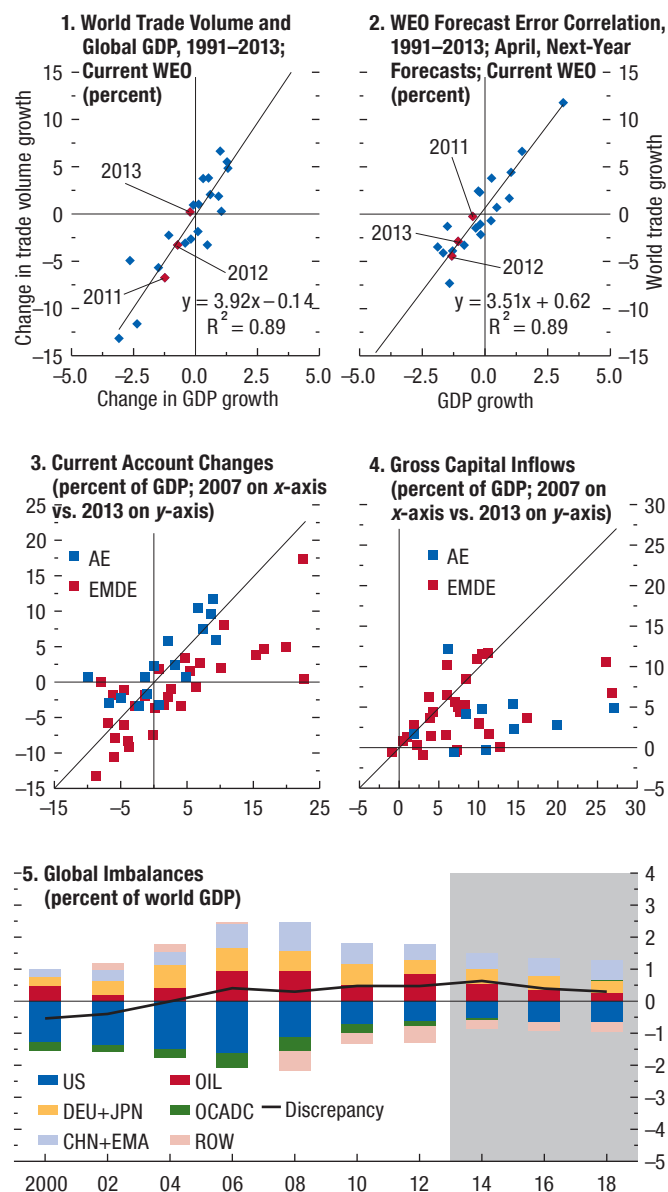 1. World Trade Volume and
Global GDP, 1991–2013;
Current WEO
(percent)
15
10
5
0
–5
–10
–15
Change in trade volume growth
2013
2012
2011
y = 3.92x – 0.14
R2 = 0.89
–5.0 –2.5 0.0 2.5 5.0
Change in GDP growth
2. WEO Forecast Error Correlation,
1991–2013; April, Next-Year
Forecasts; Current WEO
(percent)
15
10
5
0
–5
–10
–15
World trade growth
2011
2013
2012
y = 3.51x + 0.62
R2 = 0.89
–5.0 –2.5 0.0 2.5 5.0
GDP growth
3. Current Account Changes
(percent of GDP; 2007 on x-axis
vs. 2013 on y-axis)
25
20
15
10
5
0
–5
–10
–15
AE
EMDE
–15 –5 5 15 25
4. Gross Capital Inflows
(percent of GDP; 2007 on
x-axis vs. 2013 on y-axis)
30
25
20
15
10
5
0
–5
AE
EMDE
–5 0 5 10 15 20 25 30
5. Global Imbalances
(percent of world GDP)
4
3
2
1
0
–1
–2
–3
–4
–5
US OIL
DEU+JPN OCADC Discrepancy
CHN+EMA ROW
2000 02 04 06 08 10 12 14 16 18